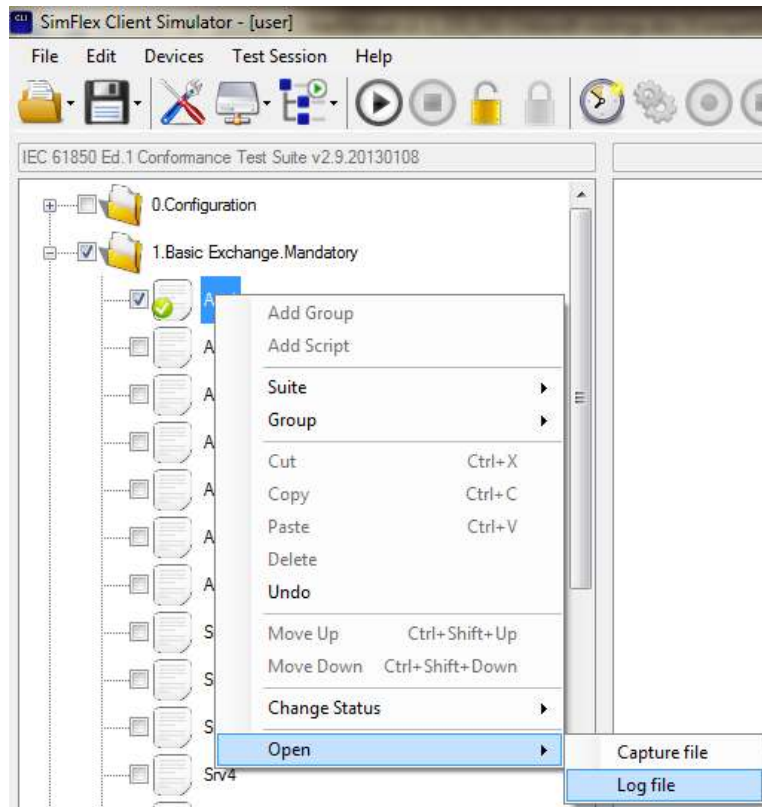 CLI SimFlex Client Simulator - [user]
File Edit Devices Test Session Help
IEC 61850 Ed.1 Conformance Test Suite v2.9.20130108
0.Configuration
1.Basic Exchange.Mandatory
A
Add Group
A
Add Script
A
Suite
A
Group
A
Cut Ctrl+X
A
Copy Ctrl+C
A
Paste Ctrl+V
A
Delete
Undo
S
Move Up Ctrl+Shift+Up
S
Move Down Ctrl+Shift+Down
S
Change Status
Open
Srv4
Capture file
Log file